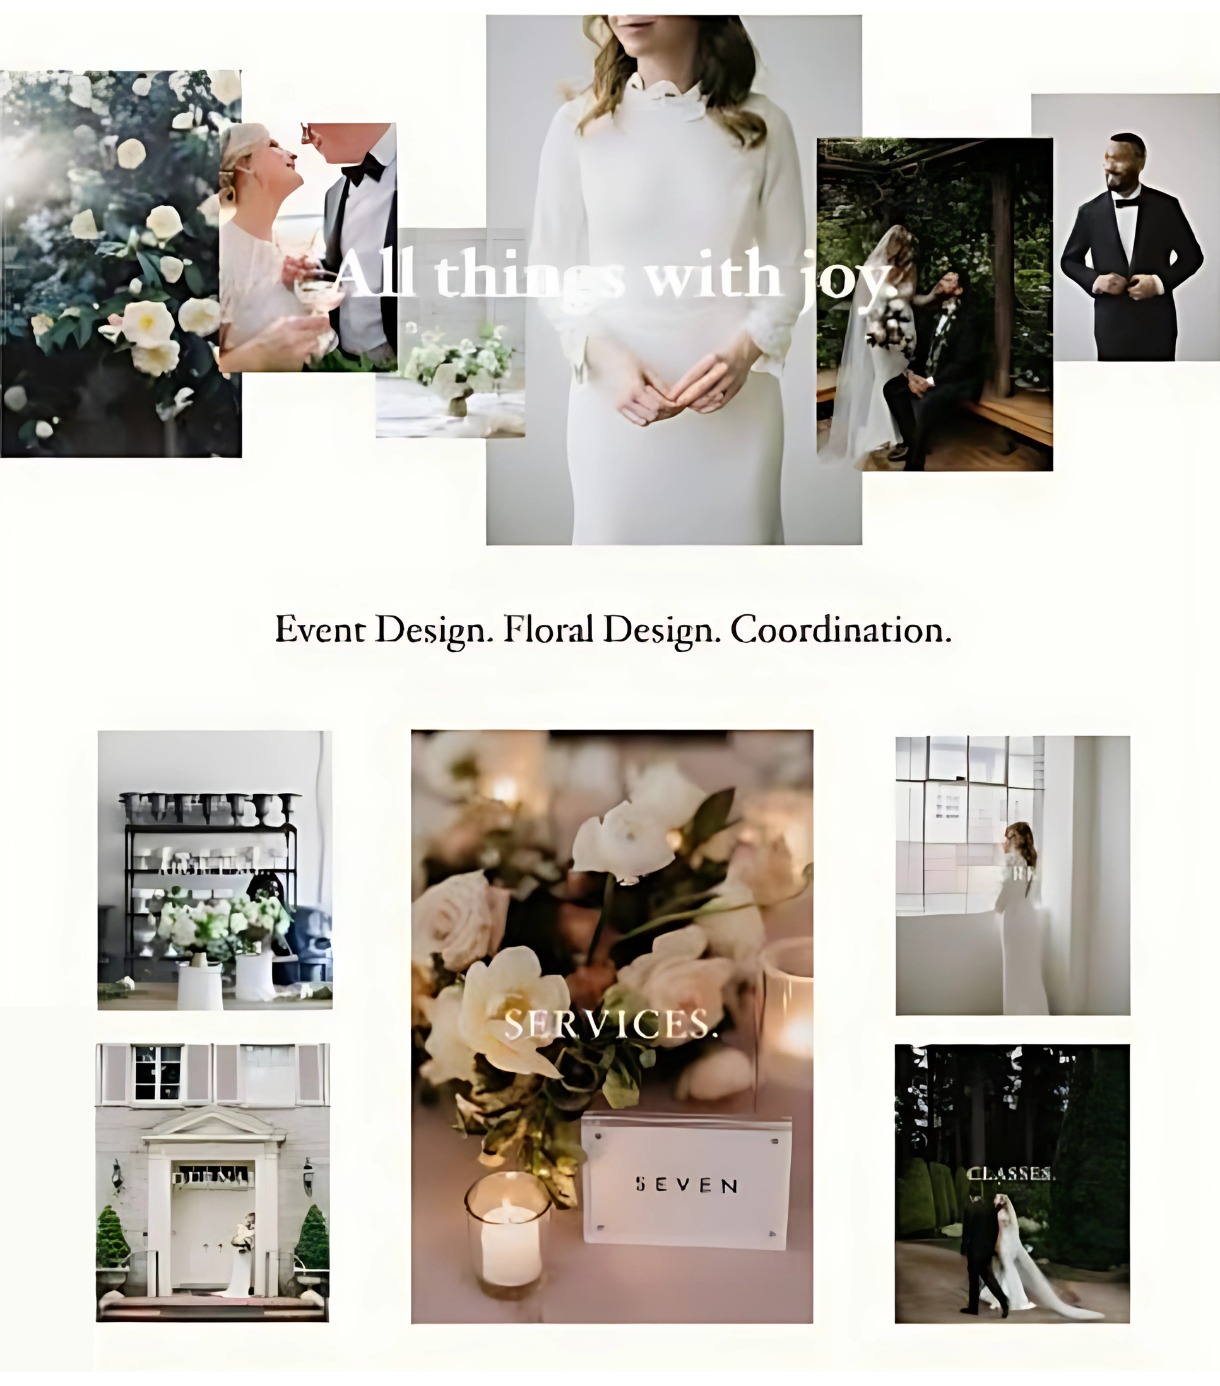 All things with joy.
Event Design. Floral Design. Coordination.
SERVICES.
SEVEN
CLASSES.